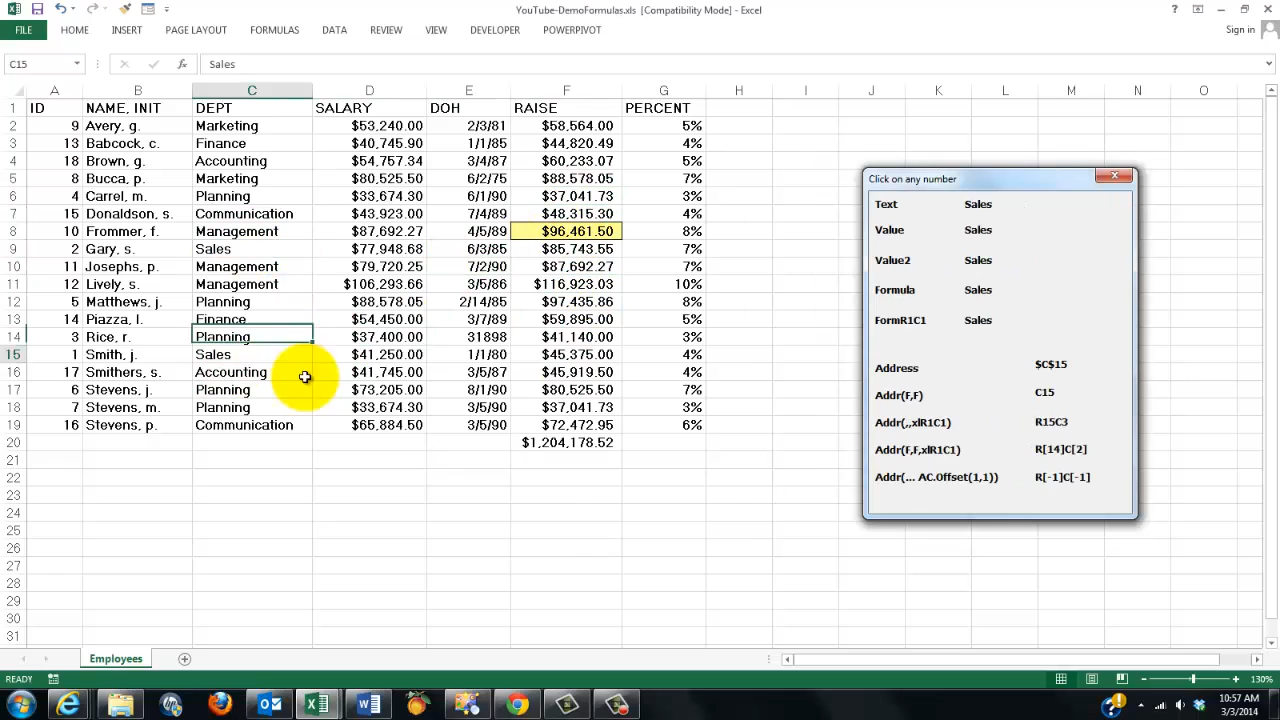 YouTube-DemoFormulas.xls [Compatibility Mode] - Excel
FILE HOME INSERT PAGE LAYOUT FORMULAS DATA REVIEW VIEW DEVELOPER POWERPIVOT Sign in
C15 fx Sales
A B C D E F G H I J K L M N O
1 ID NAME, INIT DEPT SALARY DOH RAISE PERCENT
2 9 Avery, g. Marketing $53,240.00 2/3/81 $58,564.00 5%
3 13 Babcock, c. Finance $40,745.90 1/1/85 $44,820.49 4%
4 18 Brown, g. Accounting $54,757.34 3/4/87 $60,233.07 5%
5 8 Bucca, p. Marketing $80,525.50 6/2/75 $88,578.05 7%
6 4 Carrel, m. Planning $33,674.30 6/1/90 $37,041.73 3%
7 15 Donaldson, s. Communication $43,923.00 7/4/89 $48,315.30 4%
8 10 Frommer, f. Management $87,692.27 4/5/89 $96,461.50 8%
9 2 Gary, s. Sales $77,948.68 6/3/85 $85,743.55 7%
10 11 Josephs, p. Management $79,720.25 7/2/90 $87,692.27 7%
11 12 Lively, s. Management $106,293.66 3/5/86 $116,923.03 10%
12 5 Matthews, j. Planning $88,578.05 2/14/85 $97,435.86 8%
13 14 Piazza, l. Finance $54,450.00 3/7/89 $59,895.00 5%
14 3 Rice, r. Planning $37,400.00 31898 $41,140.00 3%
15 1 Smith, j. Sales $41,250.00 1/1/80 $45,375.00 4%
16 17 Smithers, s. Accounting $41,745.00 3/5/87 $45,919.50 4%
17 6 Stevens, j. Planning $73,205.00 8/1/90 $80,525.50 7%
18 7 Stevens, m. Planning $33,674.30 3/5/90 $37,041.73 3%
19 16 Stevens, p. Communication $65,884.50 3/5/90 $72,472.95 6%
20 $1,204,178.52
21
22
23
24
25
26
27
28
29
30
31
Click on any number
Text Sales
Value Sales
Value2 Sales
Formula Sales
FormR1C1 Sales
Address $C$15
Addr(F,F) C15
Addr(,,xlR1C1) R15C3
Addr(F,F,xlR1C1) R[14]C[2]
Addr(... AC.Offset(1,1)) R[-1]C[-1]
Employees
READY 130%
10:57 AM
3/3/2014